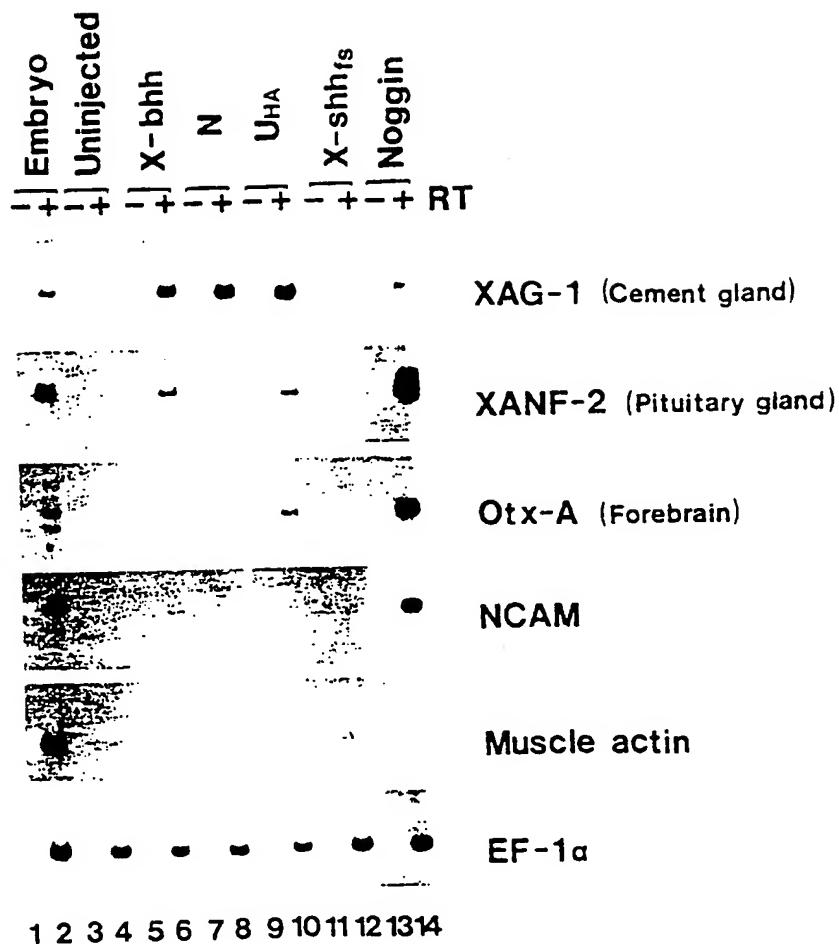 Embryo Uninjected X-bhh N UHA X-shhfs Noggin
- + - + - + - + - + - + - + RT
XAG-1 (Cement gland)
XANF-2 (Pituitary gland)
Otx-A (Forebrain)
NCAM
Muscle actin
EF-1α
1 2 3 4 5 6 7 8 9 10 11 12 13 14